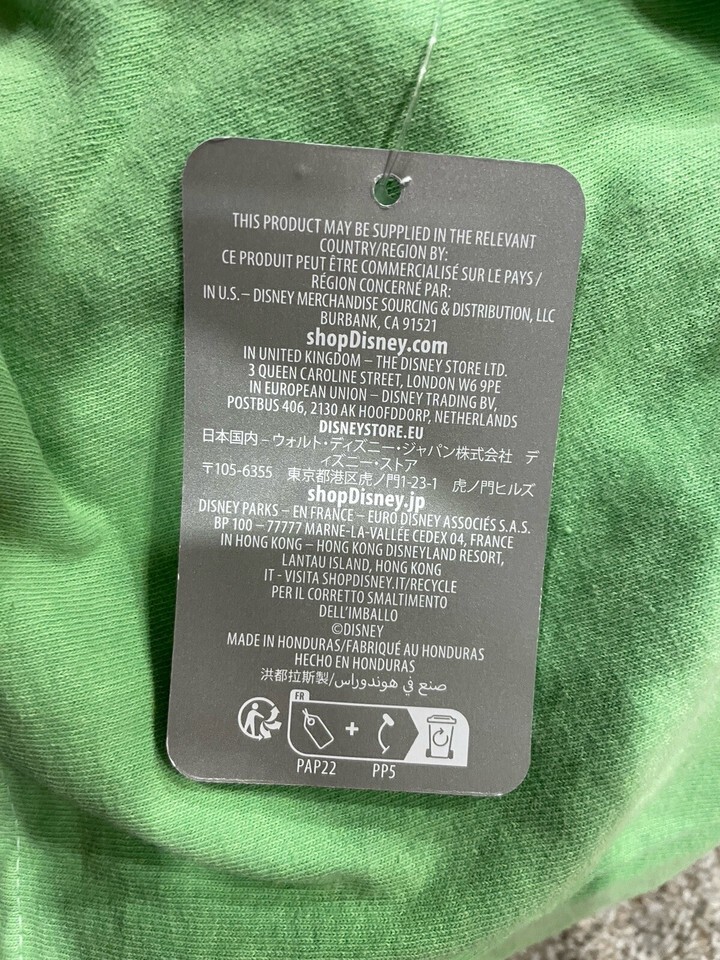 THIS PRODUCT MAY BE SUPPLIED IN THE RELEVANT
COUNTRY/REGION BY:
CE PRODUIT PEUT ÊTRE COMMERCIALISÉ SUR LE PAYS /
RÉGION CONCERNÉ PAR:
IN U.S. – DISNEY MERCHANDISE SOURCING & DISTRIBUTION, LLC
BURBANK, CA 91521
shopDisney.com
IN UNITED KINGDOM – THE DISNEY STORE LTD.
3 QUEEN CAROLINE STREET, LONDON W6 9PE
IN EUROPEAN UNION – DISNEY TRADING BV,
POSTBUS 406, 2130 AK HOOFDDORP, NETHERLANDS
DISNEYSTORE.EU
日本国内 – ウォルト・ディズニー・ジャパン株式会社 デ
ィズニー・ストア
〒105-6355 東京都港区虎ノ門1-23-1 虎ノ門ヒルズ
shopDisney.jp
DISNEY PARKS – EN FRANCE – EURO DISNEY ASSOCIÉS S.A.S.
BP 100 – 77777 MARNE-LA-VALLÉE CEDEX 04, FRANCE
IN HONG KONG – HONG KONG DISNEYLAND RESORT,
LANTAU ISLAND, HONG KONG
IT - VISITA SHOPDISNEY.IT/RECYCLE
PER IL CORRETTO SMALTIMENTO
DELL'IMBALLO
©DISNEY
MADE IN HONDURAS/FABRIQUÉ AU HONDURAS
HECHO EN HONDURAS
洪都拉斯製/صنع في هوندوراس
FR
+
PAP22 PP5